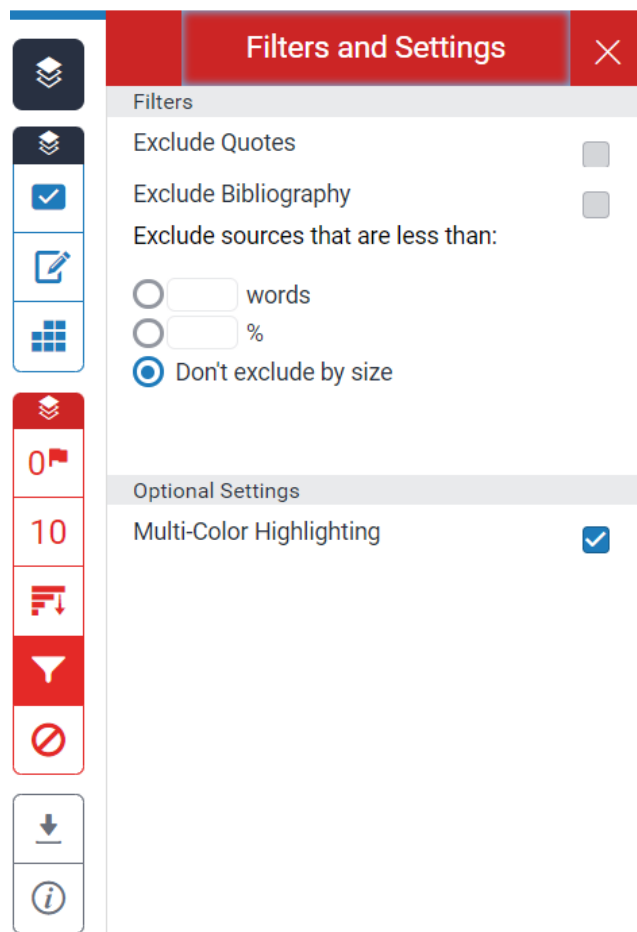 Filters and Settings
Filters
Exclude Quotes
Exclude Bibliography
Exclude sources that are less than:
words
%
Don't exclude by size
0
10
Optional Settings
Multi-Color Highlighting
i